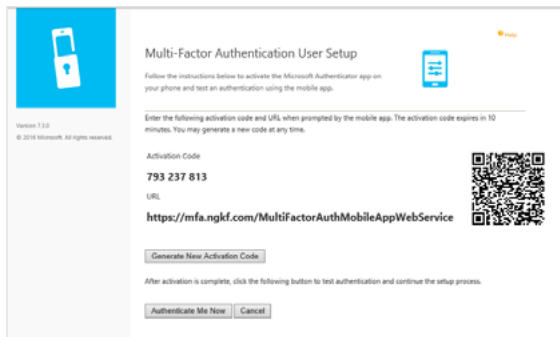 Help
Multi-Factor Authentication User Setup
Follow the instructions below to activate the Microsoft Authenticator app on
your phone and test an authentication using the mobile app.
Version 7.3.0
© 2016 Microsoft. All rights reserved.
Enter the following activation code and URL when prompted by the mobile app. The activation code expires in 10
minutes. You may generate a new code at any time.
Activation Code
793 237 813
URL
https://mfa.ngkf.com/MultiFactorAuthMobileAppWebService
Generate New Activation Code
After activation is complete, click the following button to test authentication and continue the setup process.
Authenticate Me Now Cancel